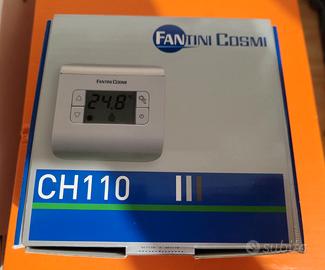 FANTINI COSMI
FANTINI COSMI
24.8°
CH110
subito